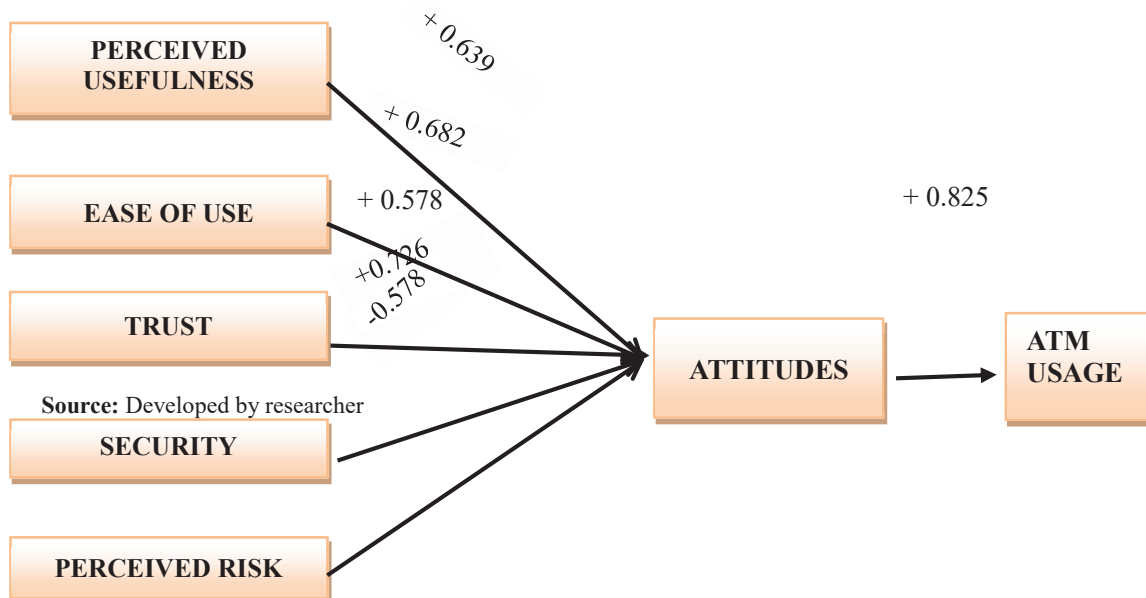 PERCEIVED
USEFULNESS
+ 0.639
+ 0.682
EASE OF USE
+ 0.578
+ 0.825
+0.726
-0.578
TRUST
ATTITUDES
ATM
USAGE
Source: Developed by researcher
SECURITY
PERCEIVED RISK